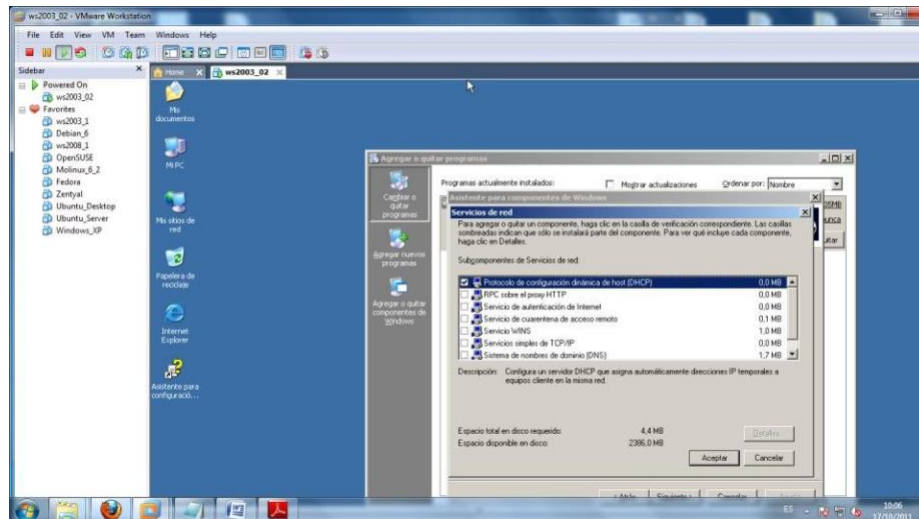 ws2003_02 - VMware Workstation
File Edit View VM Team Windows Help
Sidebar
Powered On
ws2003_02
Favorites
ws2003_1
Debian_6
ws2008_1
OpenSUSE
Molinux_6_2
Fedora
Zentyal
Ubuntu_Desktop
Ubuntu_Server
Windows_XP
Home
ws2003_02
Mis
documentos
Mi PC
Mis sitios de
red
Papelera de
reciclaje
Internet
Explorer
Asistente para
configuració...
Agregar o quitar programas
Cambiar o
quitar
programas
Agregar nuevos
programas
Agregar o quitar
componentes de
Windows
Programas actualmente instalados:
Mostrar actualizaciones
Ordenar por: Nombre
Asistente para componentes de Windows
Servicios de red
Para agregar o quitar un componente, haga clic en la casilla de verificación correspondiente. Las casillas
sombreadas indican que sólo se instalará parte del componente. Para ver qué incluye cada componente,
haga clic en Detalles.
Subcomponentes de Servicios de red:
Protocolo de configuración dinámica de host (DHCP) 0,0 MB
RPC sobre el proxy HTTP 0,0 MB
Servicio de autenticación de Internet 0,0 MB
Servicio de cuarentena de acceso remoto 0,1 MB
Servicio WINS 1,0 MB
Servicios simples de TCP/IP 0,0 MB
Sistema de nombres de dominio (DNS) 1,7 MB
Descripción: Configura un servidor DHCP que asigna automáticamente direcciones IP temporales a
equipos cliente en la misma red.
Espacio total en disco requerido: 4,4 MB
Espacio disponible en disco: 2386,0 MB
Detalles...
Aceptar Cancelar
< Atrás Siguiente > Cancelar
ES 10:06
17/10/2011